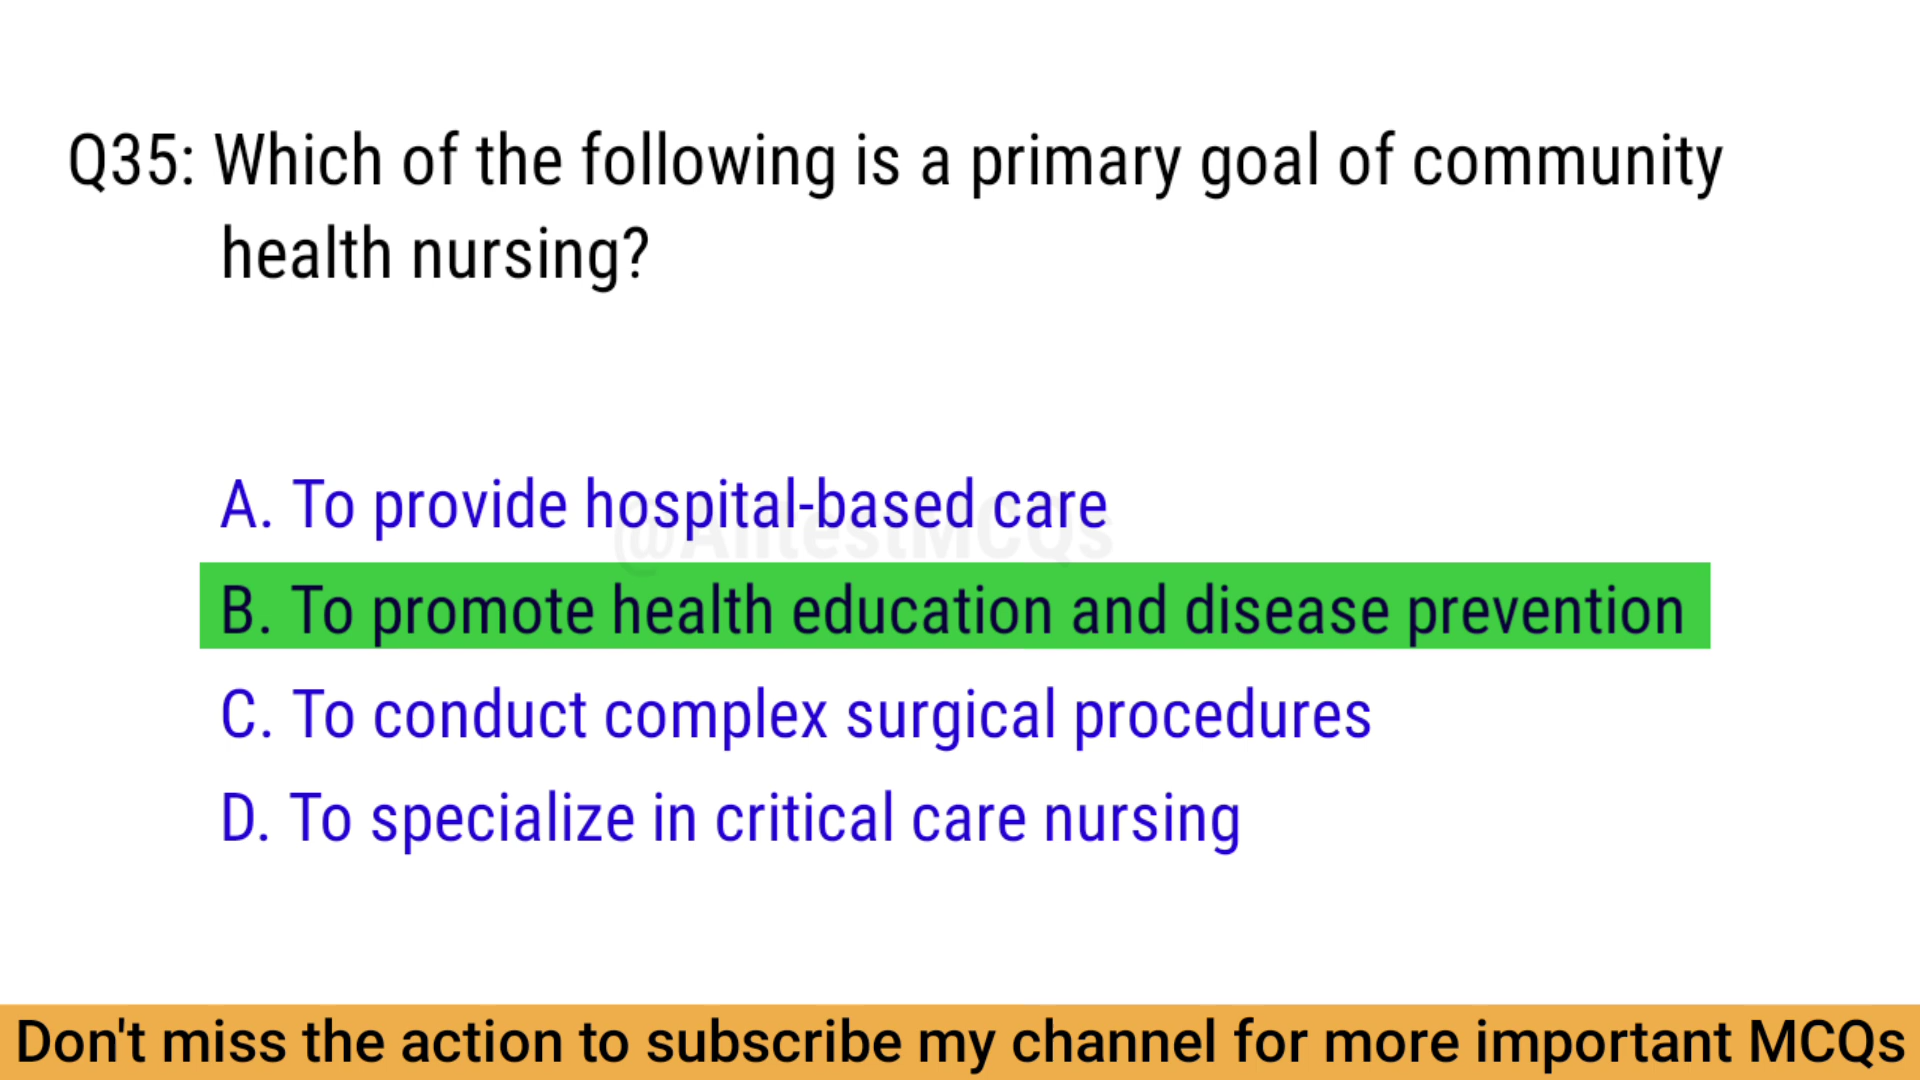 Q35: Which of the following is a primary goal of community
health nursing?
A. To provide hospital-based care
@AlltestMCQs
B. To promote health education and disease prevention
C. To conduct complex surgical procedures
D. To specialize in critical care nursing
Don't miss the action to subscribe my channel for more important MCQs